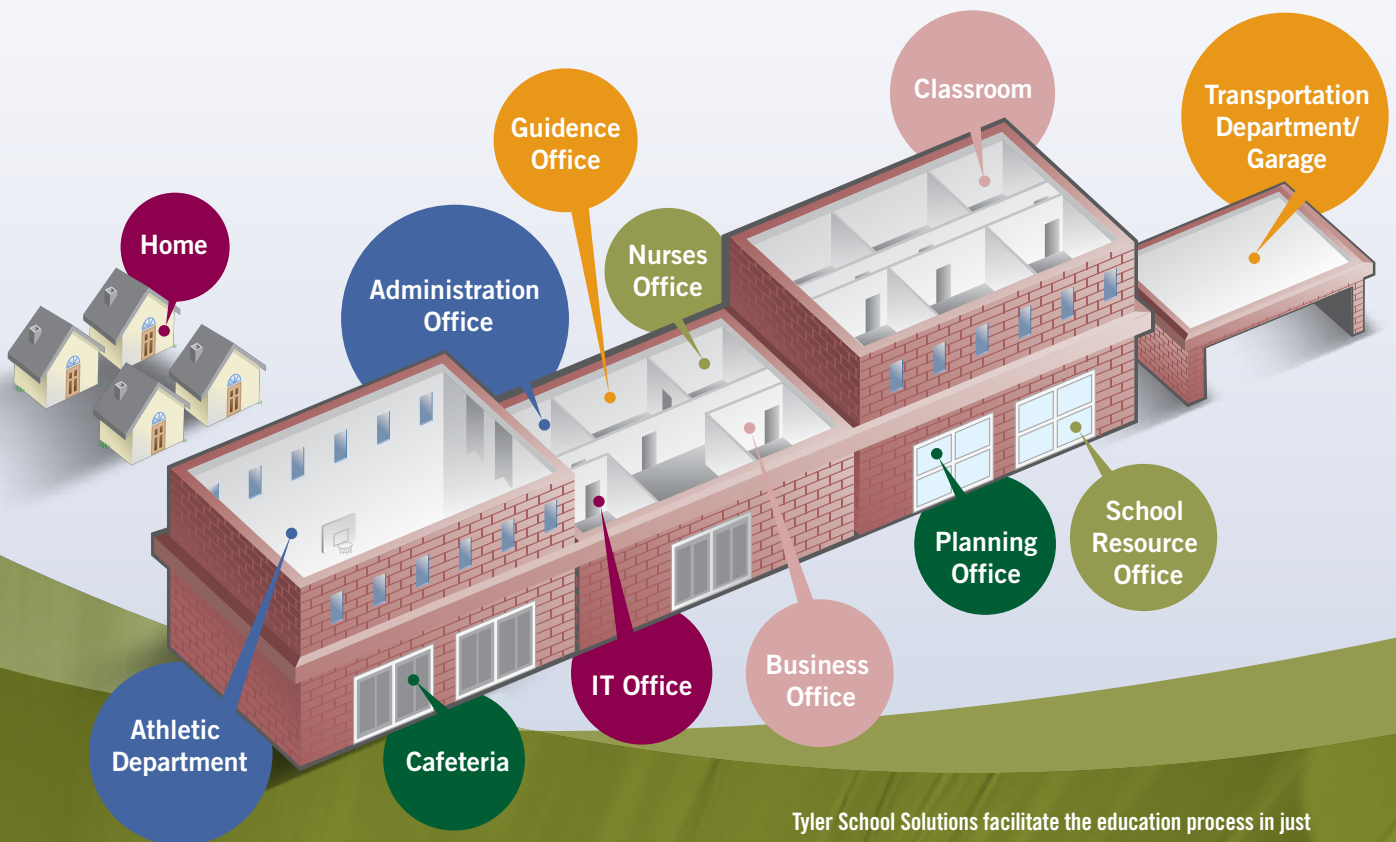 Classroom
Transportation
Department/
Garage
Guidence
Office
Home
Nurses
Office
Administration
Office
School
Resource
Office
Planning
Office
Business
Office
IT Office
Athletic
Department
Cafeteria
Tyler School Solutions facilitate the education process in just